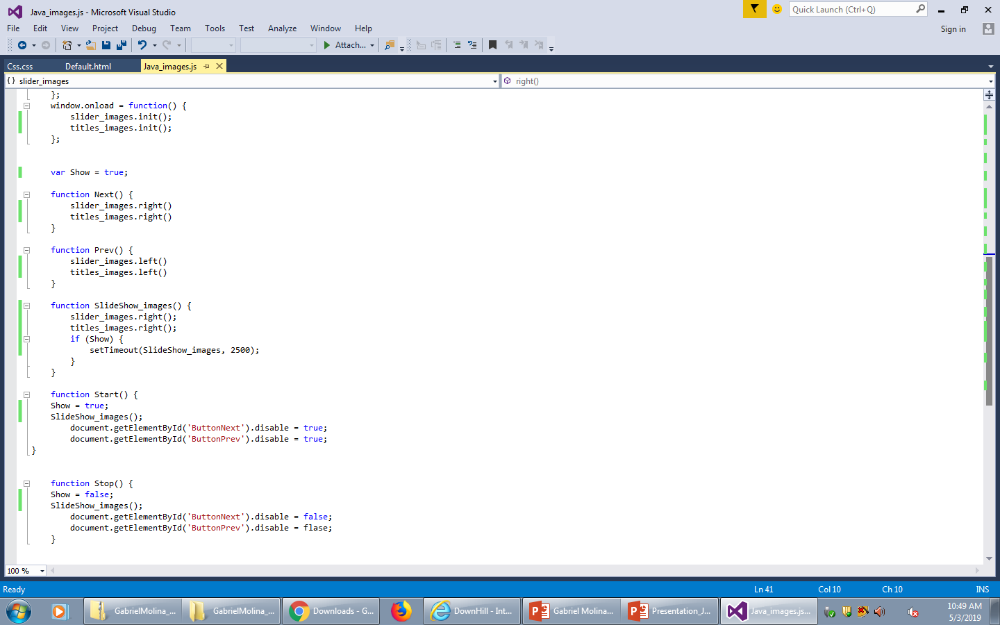 Java_images.js - Microsoft Visual Studio
Quick Launch (Ctrl+Q)
File Edit View Project Debug Team Tools Test Analyze Window Help
Sign in
Attach...
Css.css Default.html Java_images.js
{ } slider_images
right()
};
window.onload = function() {
slider_images.init();
titles_images.init();
};
var Show = true;
function Next() {
slider_images.right()
titles_images.right()
}
function Prev() {
slider_images.left()
titles_images.left()
}
function SlideShow_images() {
slider_images.right();
titles_images.right();
if (Show) {
setTimeout(SlideShow_images, 2500);
}
}
function Start() {
Show = true;
SlideShow_images();
document.getElementById('ButtonNext').disable = true;
document.getElementById('ButtonPrev').disable = true;
}
function Stop() {
Show = false;
SlideShow_images();
document.getElementById('ButtonNext').disable = false;
document.getElementById('ButtonPrev').disable = flase;
}
100 %
Ready
Ln 41 Col 10 Ch 10 INS
GabrielMolina_... GabrielMolina_... Downloads - G... DownHill - Int... Gabriel Molina... Presentation_J... Java_images.js...
10:49 AM
5/3/2019